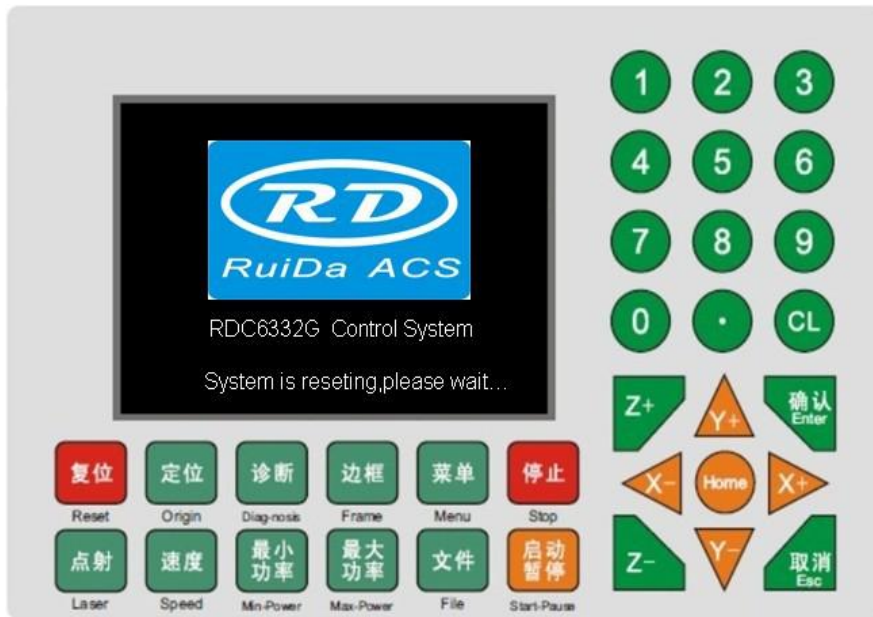 RD
RuiDa ACS
RDC6332G Control System
System is reseting,please wait...
1 2 3
4 5 6
7 8 9
0 · CL
Z+ Y+ 确认
Enter
X- Home X+
Z- Y- 取消
Esc
复位 定位 诊断 边框 菜单 停止
Reset Origin Diag-nosis Frame Menu Stop
点射 速度 最小 最大 文件 启动
功率 功率 暂停
Laser Speed Min-Power Max-Power File Start-Pause